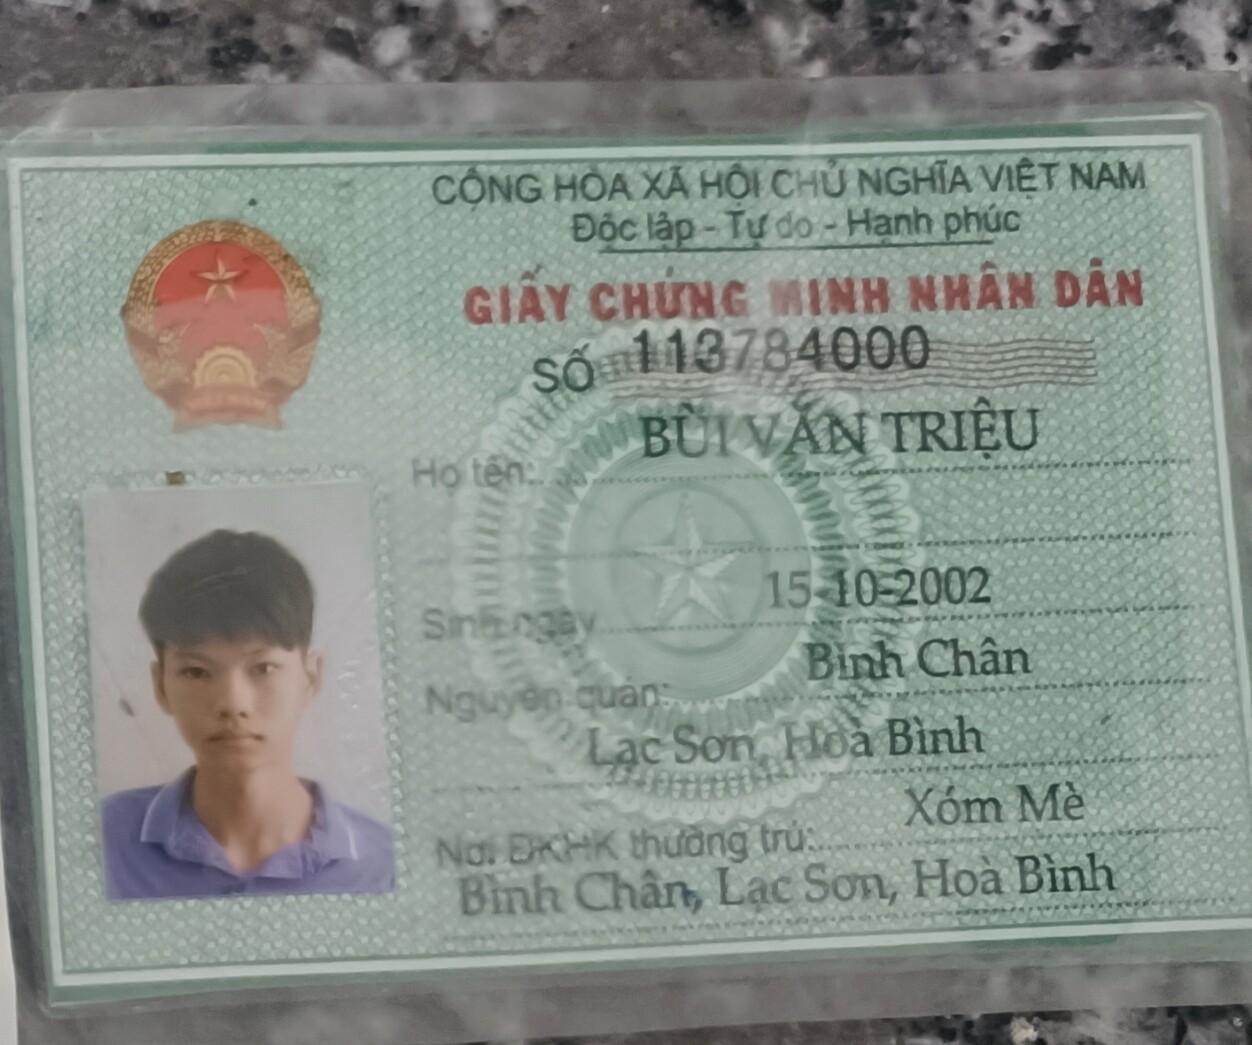 CỘNG HÒA XÃ HỘI CHỦ NGHĨA VIỆT NAM
Độc lập - Tự do - Hạnh phúc
GIẤY CHỨNG MINH NHÂN DÂN
SỐ 113784000
Họ tên: BÙI VĂN TRIỆU
Sinh ngày 15-10-2002
Nguyên quán: Bình Chân
Lạc Sơn, Hoà Bình
Nơi ĐKHK thường trú: Xóm Mè
Bình Chân, Lạc Sơn, Hoà Bình